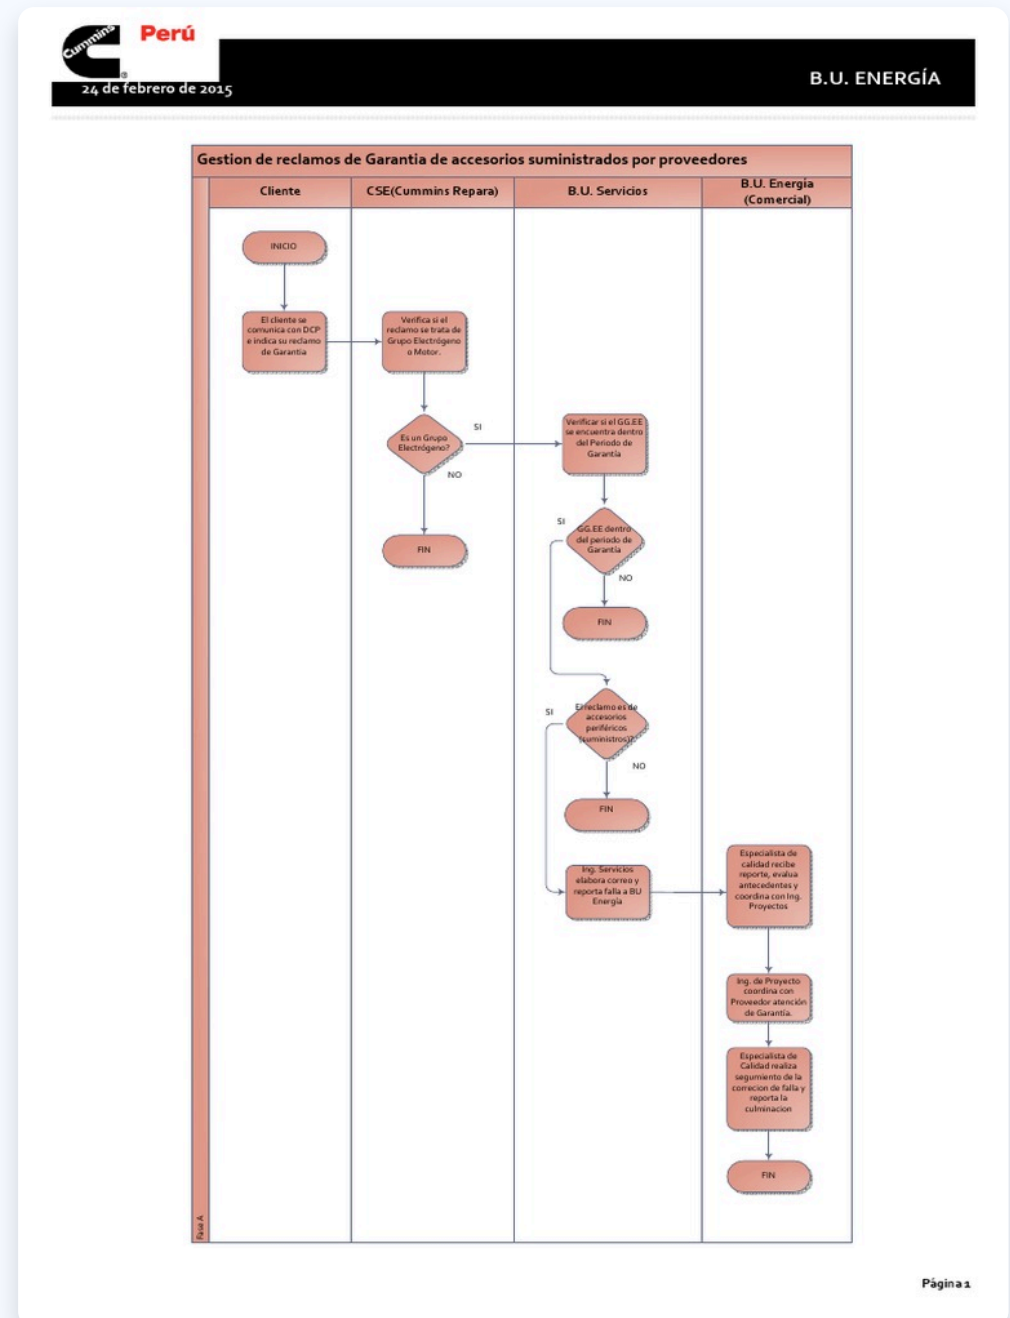 Cummins
Perú
24 de febrero de 2015
B.U. ENERGÍA
Gestion de reclamos de Garantia de accesorios suministrados por proveedores
Cliente
CSE(Cummins Repara)
B.U. Servicios
B.U. Energía
(Comercial)
INICIO
El cliente se
comunica con DCP
e indica su reclamo
de Garantia
Verifica si el
reclamo se trata de
Grupo Electrógeno
o Motor.
Es un Grupo
Electrógeno?
SI
NO
FIN
Verificar si el GG.EE
se encuentra dentro
del Periodo de
Garantía
GG.EE dentro
del periodo de
Garantía
SI
NO
FIN
El reclamo es de
accesorios
periféricos
(suministros)?
SI
NO
FIN
Ing. Servicios
elabora correo y
reporta falla a BU
Energía
Especialista de
calidad recibe
reporte, evalua
antecedentes y
coordina con Ing.
Proyectos
Ing. de Proyecto
coordina con
Proveedor atención
de Garantía.
Especialista de
Calidad realiza
segumiento de la
correcion de falla y
reporta la
culminacion
FIN
Fase A
Página 1